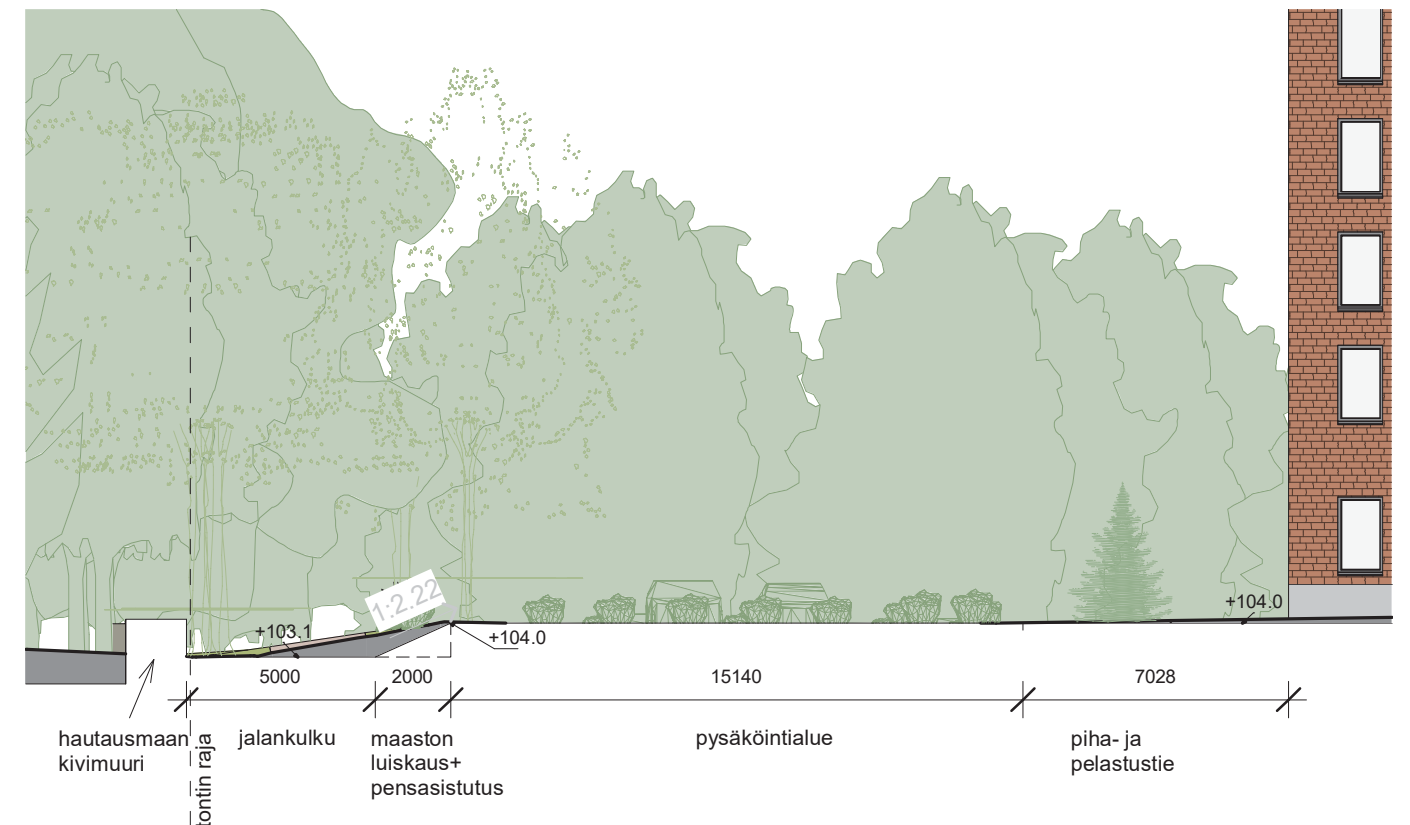 1:2.22
+103.1
+104.0
+104.0
5000
2000
15140
7028
hautausmaan
kivimuuri
tontin raja
jalankulku
maaston
luiskaus+
pensasistutus
pysäköintialue
piha- ja
pelastustie